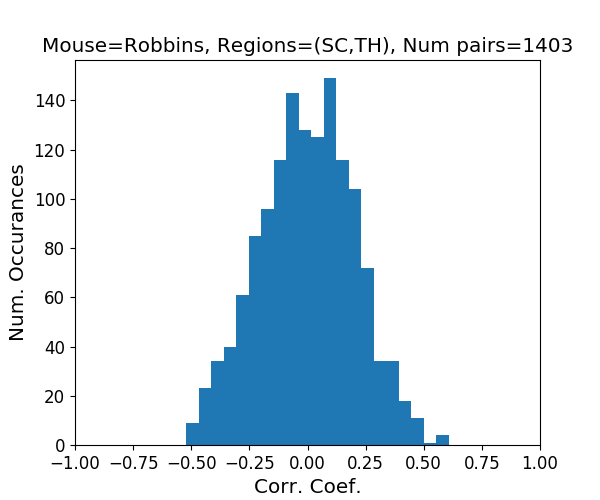 Mouse=Robbins, Regions=(SC,TH), Num pairs=1403
140
120
100
80
60
40
20
0
Num. Occurances
−1.00 −0.75 −0.50 −0.25 0.00 0.25 0.50 0.75 1.00
Corr. Coef.